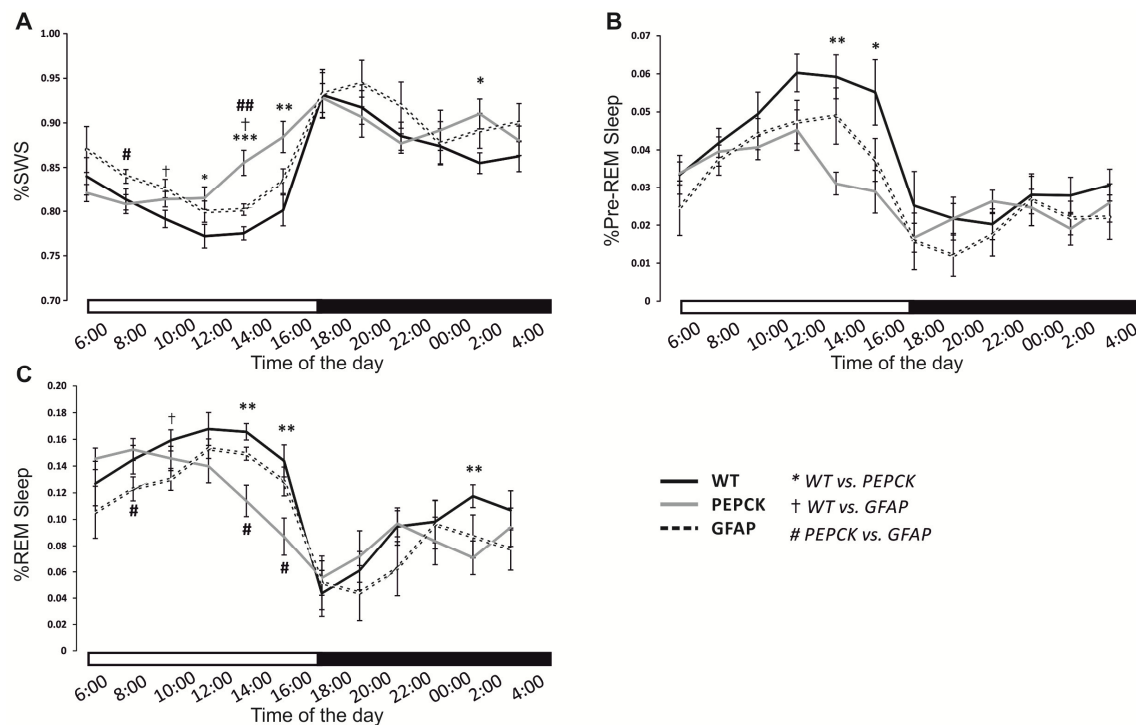 A
1.00
0.95
0.90
0.85
0.80
0.75
0.70
%SWS
#
†
*
##
†
***
**
*
6:00 8:00 10:00 12:00 14:00 16:00 18:00 20:00 22:00 00:00 2:00 4:00
Time of the day
B
0.07
0.06
0.05
0.04
0.03
0.02
0.01
0
%Pre-REM Sleep
**
*
6:00 8:00 10:00 12:00 14:00 16:00 18:00 20:00 22:00 00:00 2:00 4:00
Time of the day
C
0.20
0.18
0.16
0.14
0.12
0.10
0.08
0.06
0.04
0.02
0
%REM Sleep
†
**
**
**
#
#
#
6:00 8:00 10:00 12:00 14:00 16:00 18:00 20:00 22:00 00:00 2:00 4:00
Time of the day
WT * WT vs. PEPCK
PEPCK † WT vs. GFAP
GFAP # PEPCK vs. GFAP